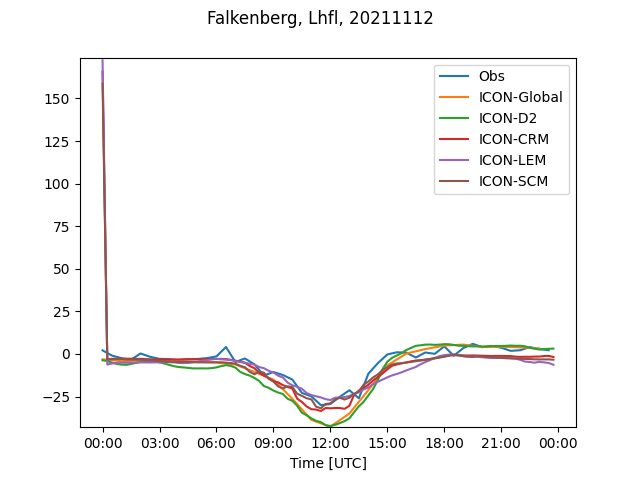 Falkenberg, Lhfl, 20211112
Obs
ICON-Global
ICON-D2
ICON-CRM
ICON-LEM
ICON-SCM
150
125
100
75
50
25
0
−25
00:00 03:00 06:00 09:00 12:00 15:00 18:00 21:00 00:00
Time [UTC]